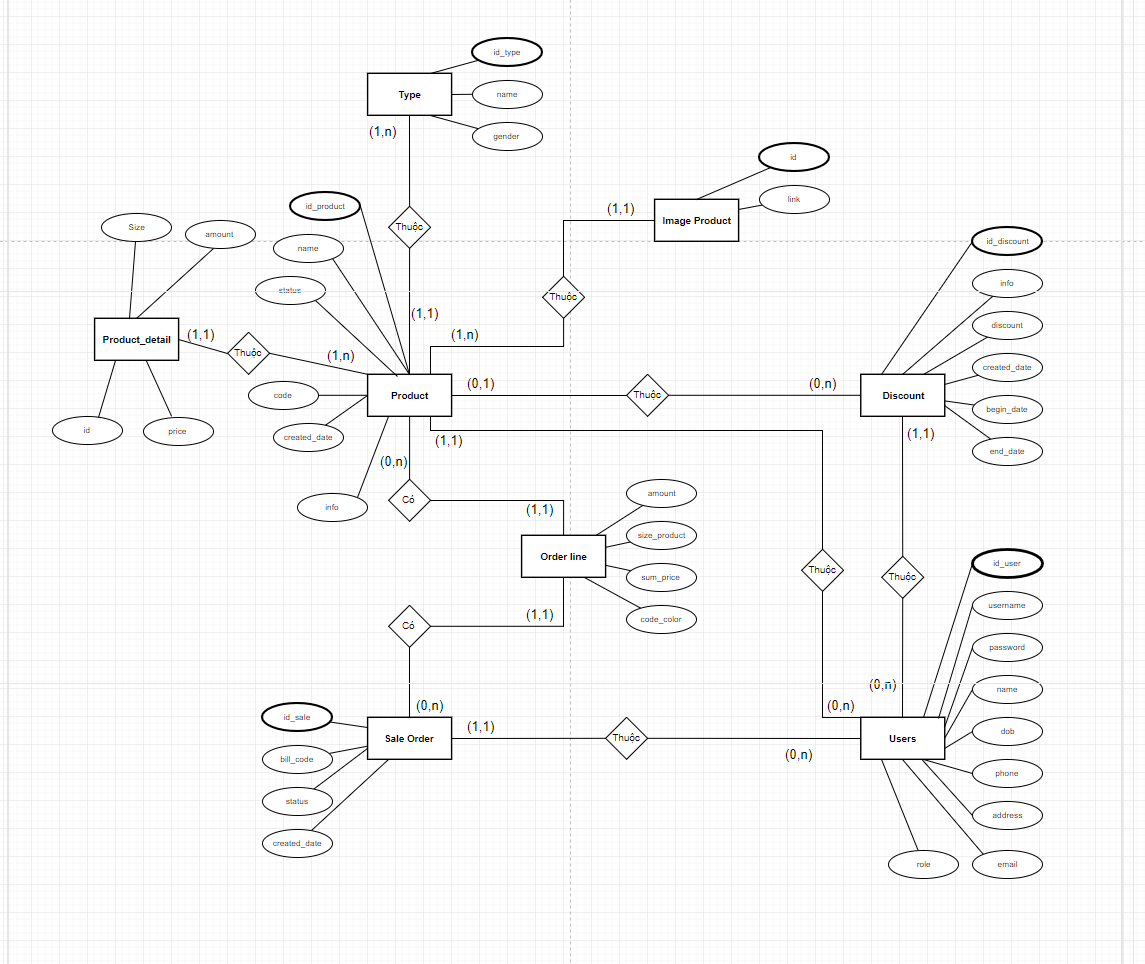 id_type
Type
name
(1,n)
gender
id
id_product
link
Image Product
(1,1)
Size
amount
Thuộc
name
id_discount
status
Thuộc
info
(1,1)
discount
(1,1)
(1,n)
Product_detail
Thuộc
(1,n)
created_date
(0,1)
(0,n)
code
Product
Thuộc
Discount
begin_date
id
price
created_date
(1,1)
(1,1)
end_date
(0,n)
amount
Có
info
(1,1)
size_product
Order line
id_user
Thuộc
Thuộc
sum_price
username
(1,1)
code_color
Có
password
(0,n)
name
(0,n)
(0,n)
id_sale
(1,1)
dob
Sale Order
Thuộc
Users
(0,n)
bill_code
phone
status
address
created_date
role
email